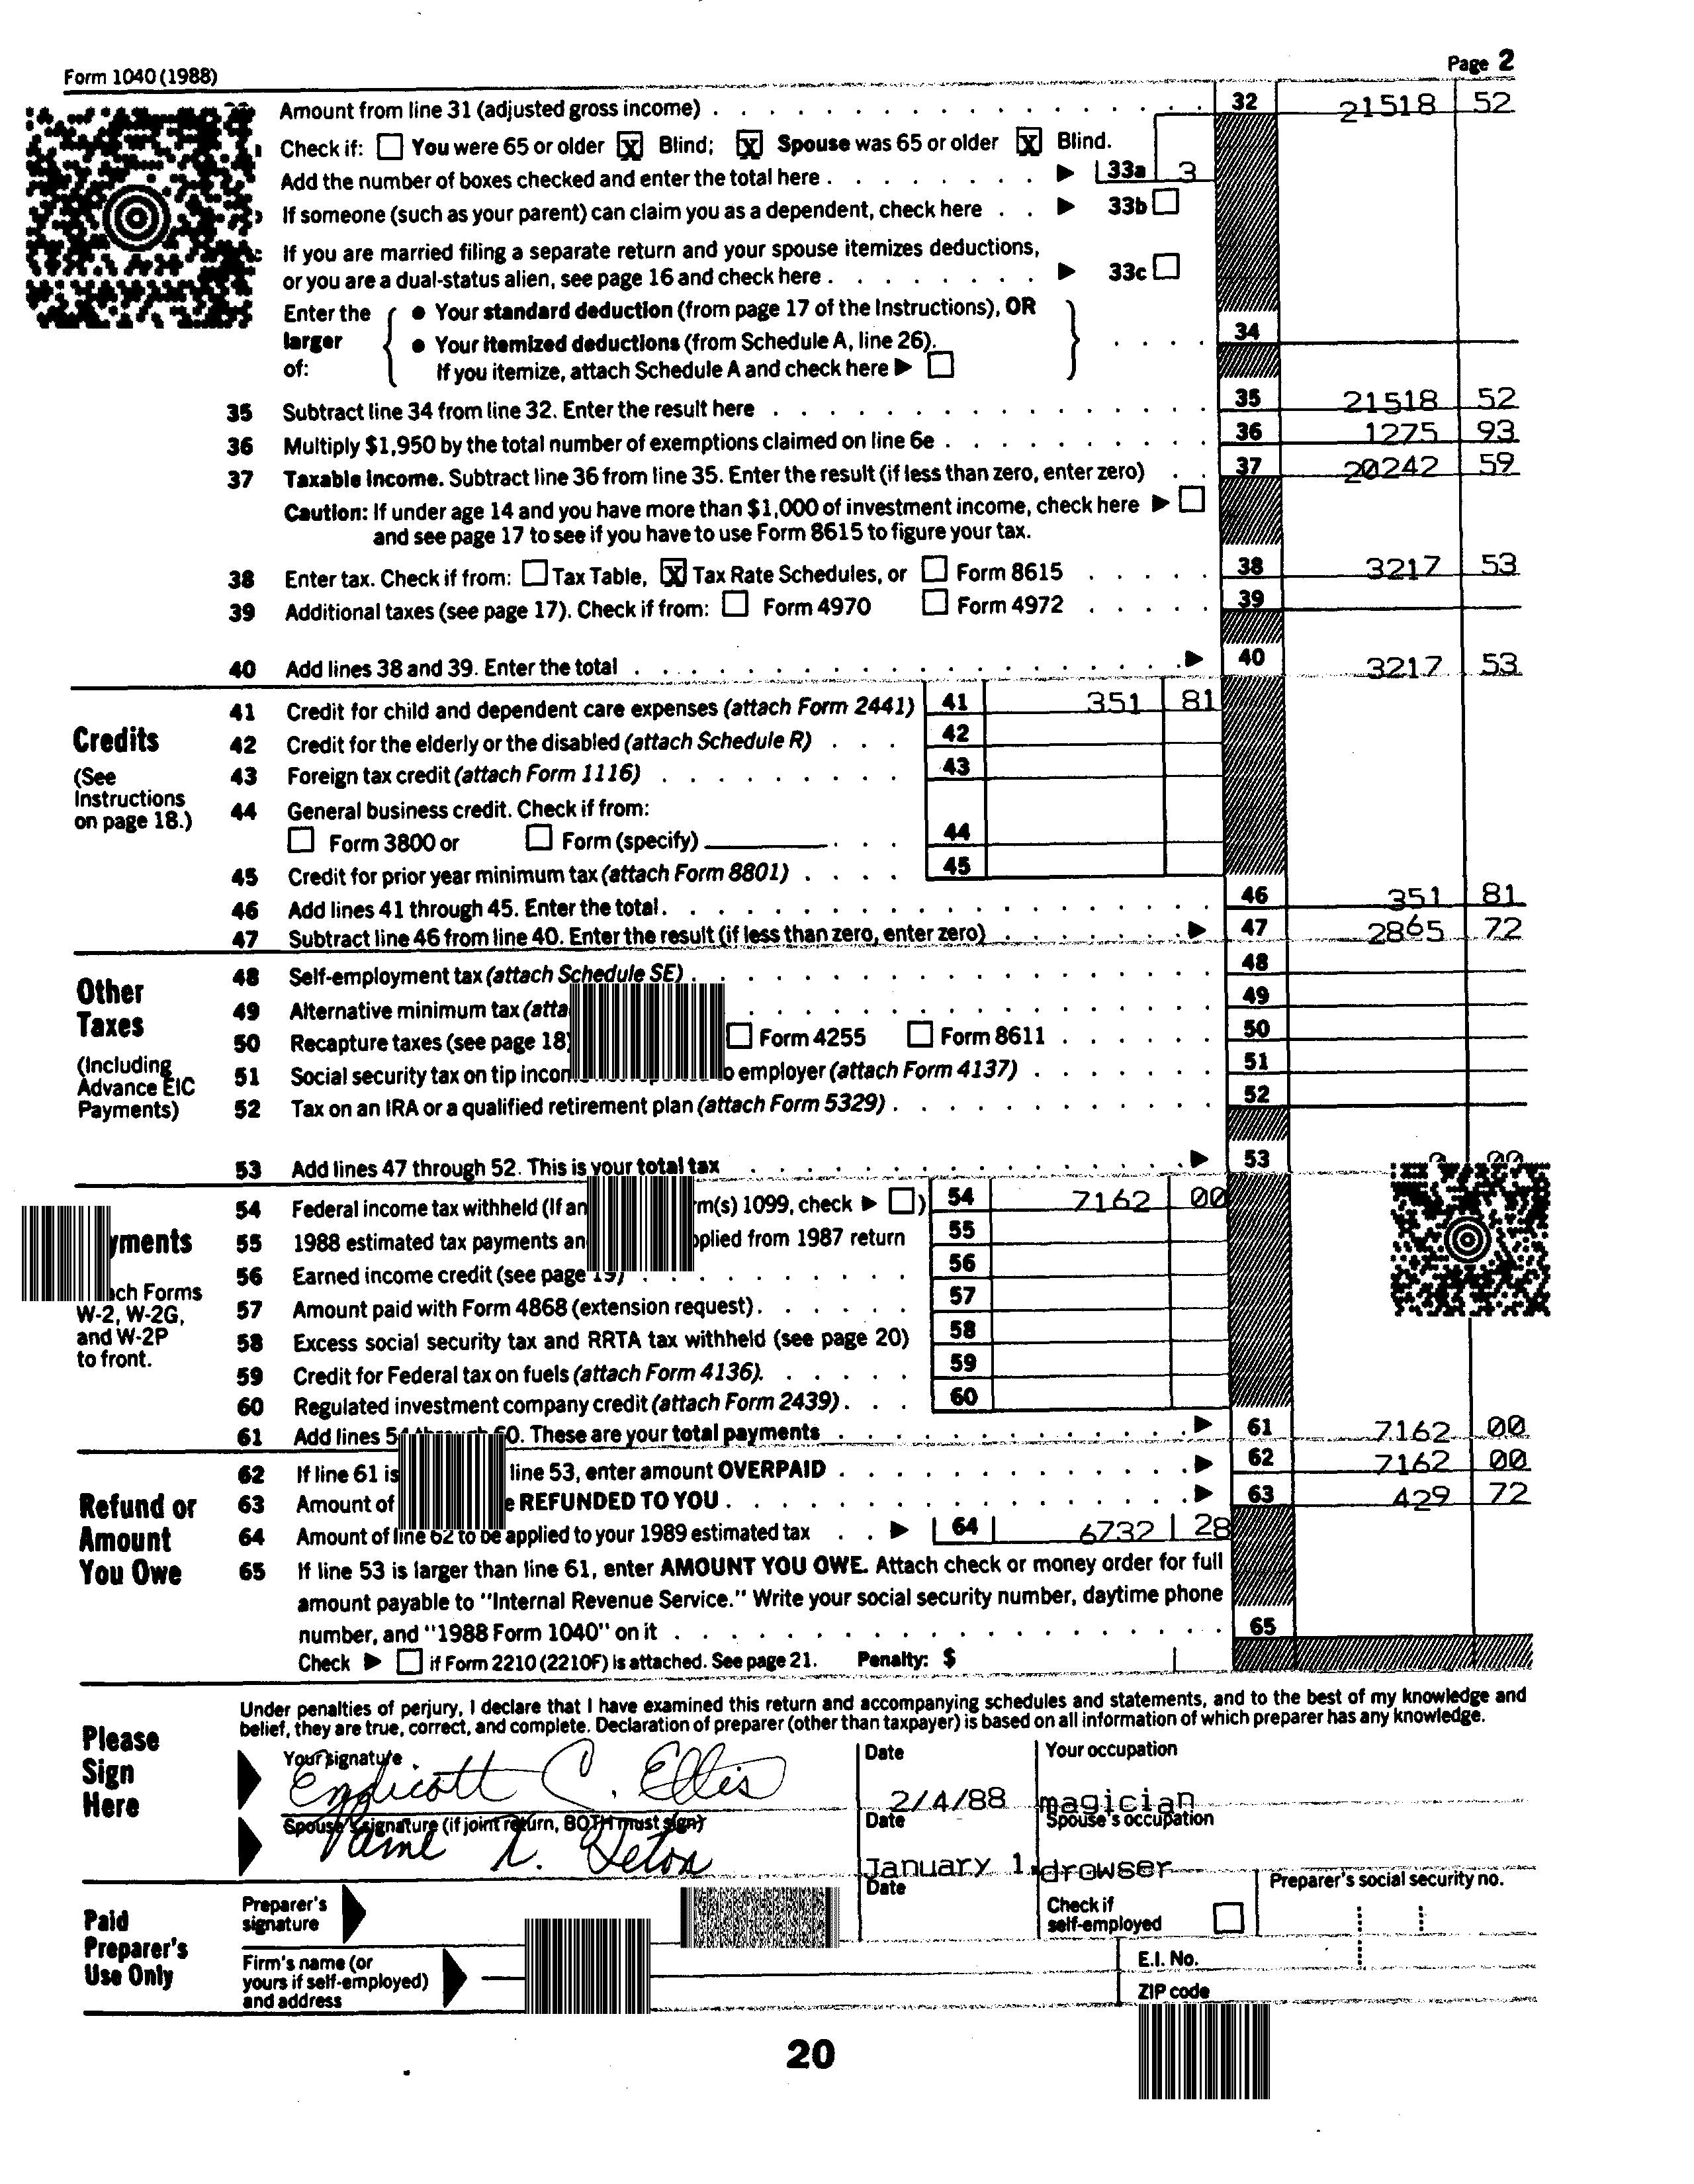 Form 1040 (1988) Page 2
Amount from line 31 (adjusted gross income) . . . . . . . . . . . . . . 32 21518 52
Check if: ☐ You were 65 or older ☒ Blind; ☒ Spouse was 65 or older ☒ Blind.
Add the number of boxes checked and enter the total here . . . . . . . . ▶ 33a 3
If someone (such as your parent) can claim you as a dependent, check here . . ▶ 33b ☐
If you are married filing a separate return and your spouse itemizes deductions,
or you are a dual-status alien, see page 16 and check here . . . . . . . . ▶ 33c ☐
Enter the larger of: { ● Your standard deduction (from page 17 of the Instructions), OR
● Your itemized deductions (from Schedule A, line 26). } . . . . 34
If you itemize, attach Schedule A and check here ▶ ☐
35 Subtract line 34 from line 32. Enter the result here . . . . . . . . . . . . 35 21518 52
36 Multiply $1,950 by the total number of exemptions claimed on line 6e . . . . . . . 36 1275 93
37 Taxable income. Subtract line 36 from line 35. Enter the result (if less than zero, enter zero) . . 37 20242 59
Caution: If under age 14 and you have more than $1,000 of investment income, check here ▶ ☐
and see page 17 to see if you have to use Form 8615 to figure your tax.
38 Enter tax. Check if from: ☐ Tax Table, ☒ Tax Rate Schedules, or ☐ Form 8615 . . . . . 38 3217 53
39 Additional taxes (see page 17). Check if from: ☐ Form 4970 ☐ Form 4972 . . . . . 39
40 Add lines 38 and 39. Enter the total . . . . . . . . . . . . . . . . ▶ 40 3217 53
Credits
(See Instructions on page 18.)
41 Credit for child and dependent care expenses (attach Form 2441) 41 351 81
42 Credit for the elderly or the disabled (attach Schedule R) . . . 42
43 Foreign tax credit (attach Form 1116) . . . . . . . . 43
44 General business credit. Check if from:
☐ Form 3800 or ☐ Form (specify) . . . 44
45 Credit for prior year minimum tax (attach Form 8801) . . . . 45
46 Add lines 41 through 45. Enter the total . . . . . . . . . . . . . . . . 46 351 81
47 Subtract line 46 from line 40. Enter the result (if less than zero, enter zero) . . . . . . ▶ 47 2865 72
Other Taxes
(Including Advance EIC Payments)
48 Self-employment tax (attach Schedule SE) . . . . . . . . . . . . . . . 48
49 Alternative minimum tax . . . . . . . . . . . . 49
50 Recapture taxes (see page 18) ☐ Form 4255 ☐ Form 8611 . . . . . . 50
51 Social security tax on tip employer (attach Form 4137) . . . . . . . 51
52 Tax on an IRA or a qualified retirement plan (attach Form 5329) . . . . . . . . . . . 52
53 Add lines 47 through 52. This is your total tax . . . . . . . . . . . . . ▶ 53
Forms
W-2, W-2G,
and W-2P
to front.
54 Federal income tax withheld (If 1099, check ▶ ☐) 54 7162 00
55 1988 estimated tax payments from 1987 return 55
56 Earned income credit (see page . . . . . . . . 56
57 Amount paid with Form 4868 (extension request) . . . . . . 57
58 Excess social security tax and RRTA tax withheld (see page 20) 58
59 Credit for Federal tax on fuels (attach Form 4136) . . . . . . 59
60 Regulated investment company credit (attach Form 2439) . . . 60
61 Add lines These are your total payments . . . . . . . . . . . . ▶ 61 7162 00
Refund or Amount You Owe
62 If line 61 is line 53, enter amount OVERPAID . . . . . . . . . . . . ▶ 62 7162 00
63 Amount of REFUNDED TO YOU . . . . . . . . . . . . . . . ▶ 63 429 72
64 Amount of line 62 to be applied to your 1989 estimated tax . . ▶ 64 6732 28
65 If line 53 is larger than line 61, enter AMOUNT YOU OWE. Attach check or money order for full
amount payable to "Internal Revenue Service." Write your social security number, daytime phone
number, and "1988 Form 1040" on it . . . . . . . . . . . . . . . . 65
Check ▶ ☐ if Form 2210 (2210F) is attached. See page 21. Penalty: $
Please Sign Here
Under penalties of perjury, I declare that I have examined this return and accompanying schedules and statements, and to the best of my knowledge and
belief, they are true, correct, and complete. Declaration of preparer (other than taxpayer) is based on all information of which preparer has any knowledge.
Your signature Date Your occupation
Endicott C. Ellis 2/4/88 magician
Spouse's signature (if joint return, BOTH must sign) Date Spouse's occupation
January 1, drowser
Paid Preparer's Use Only
Preparer's signature Date Check if self-employed ☐ Preparer's social security no.
Firm's name (or yours if self-employed) and address E.I. No.
ZIP code
20